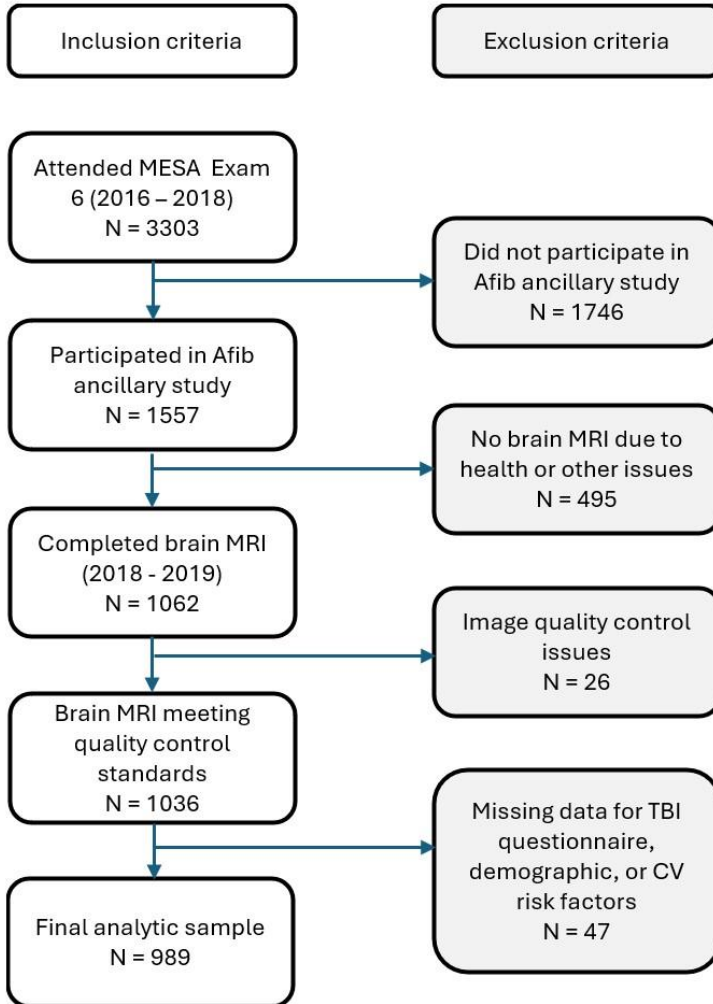 Inclusion criteria
Exclusion criteria
Attended MESA Exam
6 (2016 – 2018)
N = 3303
Did not participate in
Afib ancillary study
N = 1746
Participated in Afib
ancillary study
N = 1557
No brain MRI due to
health or other issues
N = 495
Completed brain MRI
(2018 - 2019)
N = 1062
Image quality control
issues
N = 26
Brain MRI meeting
quality control
standards
N = 1036
Missing data for TBI
questionnaire,
demographic, or CV
risk factors
N = 47
Final analytic sample
N = 989